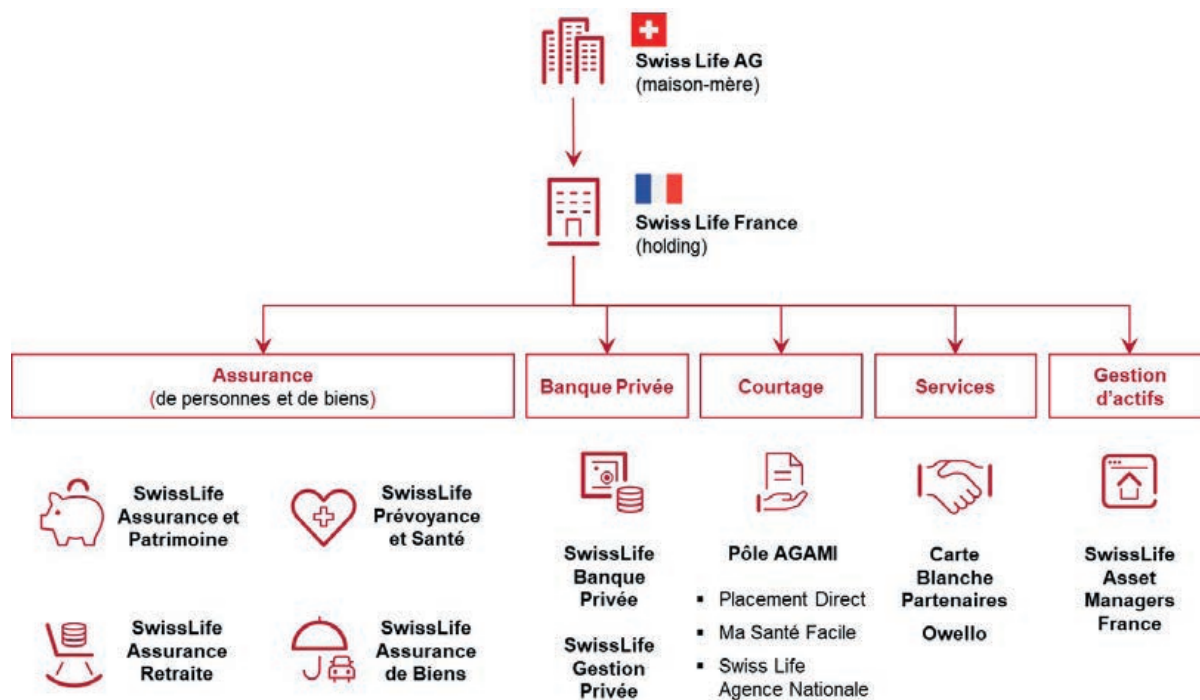 Swiss Life AG
(maison-mère)
Swiss Life France
(holding)
Assurance
(de personnes et de biens)
Banque Privée
Courtage
Services
Gestion
d'actifs
SwissLife
Assurance et
Patrimoine
SwissLife
Prévoyance
et Santé
SwissLife
Assurance
Retraite
SwissLife
Assurance
de Biens
SwissLife
Banque
Privée
SwissLife
Gestion
Privée
Pôle AGAMI
▪ Placement Direct
▪ Ma Santé Facile
▪ Swiss Life
Agence Nationale
Carte
Blanche
Partenaires
Owello
SwissLife
Asset
Managers
France